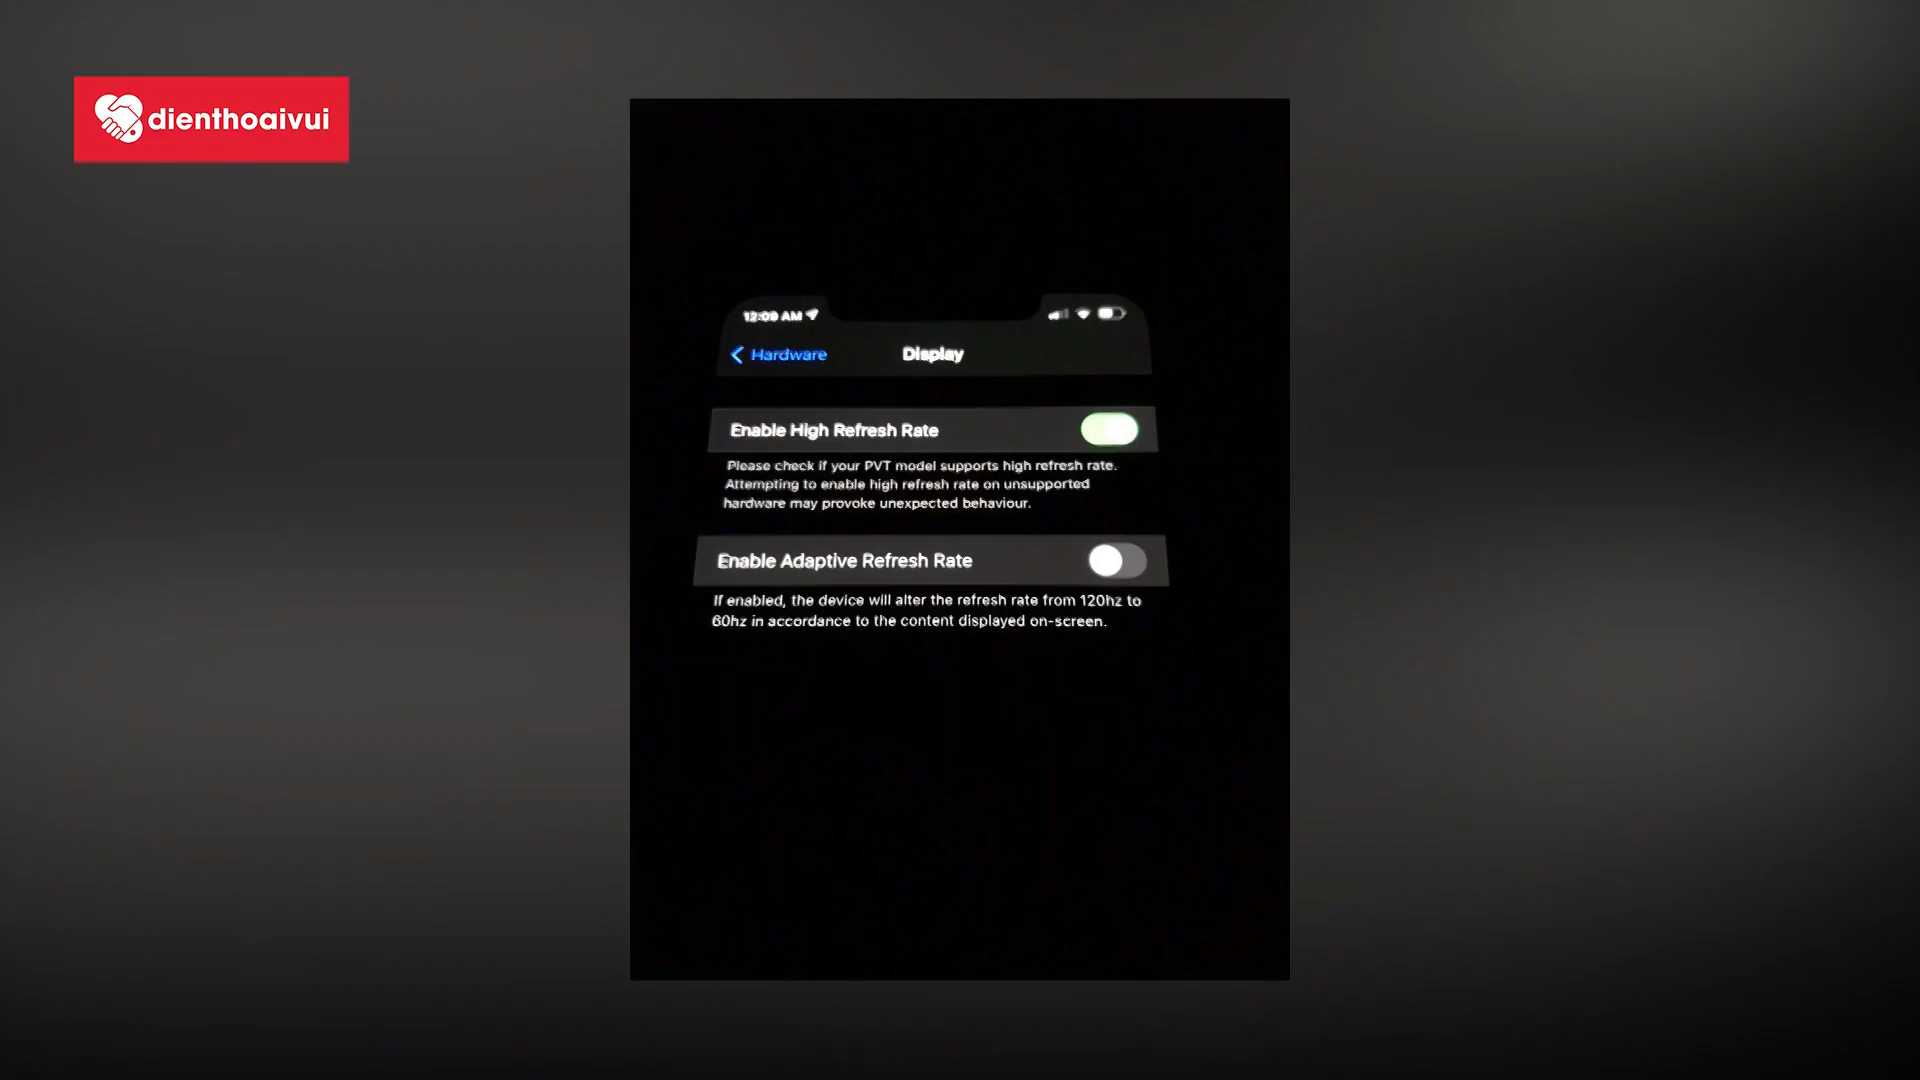 dienthoaivui
12:09 AM
Hardware
Display
Enable High Refresh Rate
Please check if your PVT model supports high refresh rate.
Attempting to enable high refresh rate on unsupported
hardware may provoke unexpected behaviour.
Enable Adaptive Refresh Rate
If enabled, the device will alter the refresh rate from 120hz to
60hz in accordance to the content displayed on-screen.